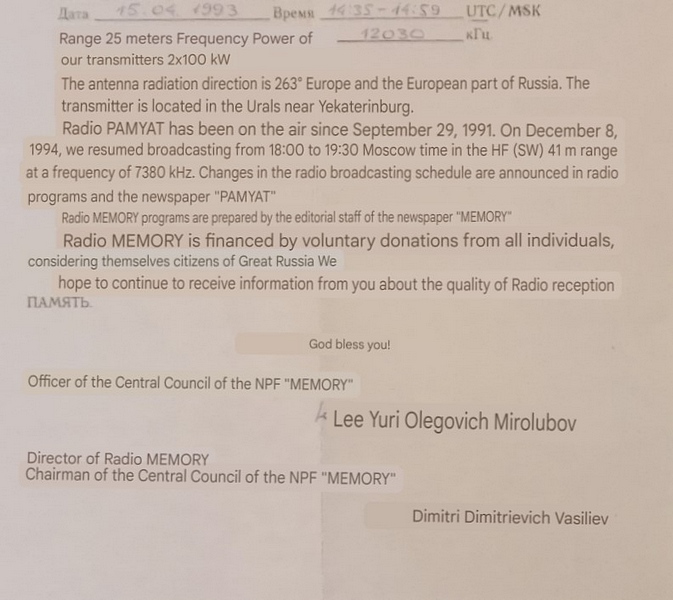 Дата 15.04.1993 Время 14:35-14:59 UTC/MSK
Range 25 meters Frequency Power of 12030 кГц
our transmitters 2x100 kW
The antenna radiation direction is 263° Europe and the European part of Russia. The
transmitter is located in the Urals near Yekaterinburg.
Radio PAMYAT has been on the air since September 29, 1991. On December 8,
1994, we resumed broadcasting from 18:00 to 19:30 Moscow time in the HF (SW) 41 m range
at a frequency of 7380 kHz. Changes in the radio broadcasting schedule are announced in radio
programs and the newspaper "PAMYAT"
Radio MEMORY programs are prepared by the editorial staff of the newspaper "MEMORY"
Radio MEMORY is financed by voluntary donations from all individuals,
considering themselves citizens of Great Russia We
hope to continue to receive information from you about the quality of Radio reception
ПАМЯТЬ.
God bless you!
Officer of the Central Council of the NPF "MEMORY"
Lee Yuri Olegovich Mirolubov
Director of Radio MEMORY
Chairman of the Central Council of the NPF "MEMORY"
Dimitri Dimitrievich Vasiliev